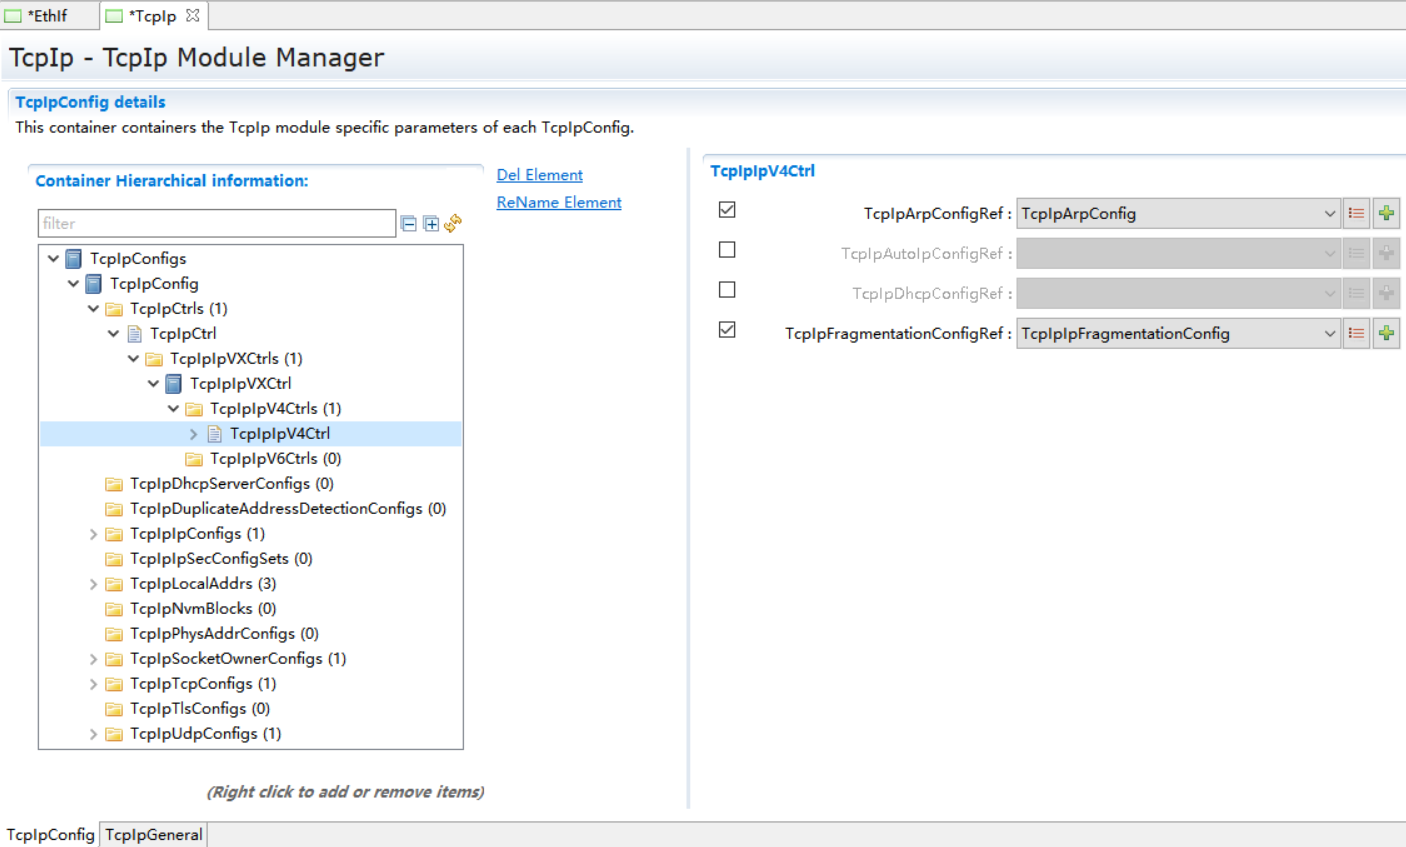 *EthIf
*TcpIp
TcpIp - TcpIp Module Manager
TcpIpConfig details
This container containers the TcpIp module specific parameters of each TcpIpConfig.
Container Hierarchical information:
filter
TcpIpConfigs
TcpIpConfig
TcpIpCtrls (1)
TcpIpCtrl
TcpIpIpVXCtrls (1)
TcpIpIpVXCtrl
TcpIpIpV4Ctrls (1)
TcpIpIpV4Ctrl
TcpIpIpV6Ctrls (0)
TcpIpDhcpServerConfigs (0)
TcpIpDuplicateAddressDetectionConfigs (0)
TcpIpIpConfigs (1)
TcpIpIpSecConfigSets (0)
TcpIpLocalAddrs (3)
TcpIpNvmBlocks (0)
TcpIpPhysAddrConfigs (0)
TcpIpSocketOwnerConfigs (1)
TcpIpTcpConfigs (1)
TcpIpTlsConfigs (0)
TcpIpUdpConfigs (1)
(Right click to add or remove items)
Del Element
ReName Element
TcpIpIpV4Ctrl
TcpIpArpConfigRef : TcpIpArpConfig
TcpIpAutoIpConfigRef :
TcpIpDhcpConfigRef :
TcpIpFragmentationConfigRef : TcpIpIpFragmentationConfig
TcpIpConfig TcpIpGeneral